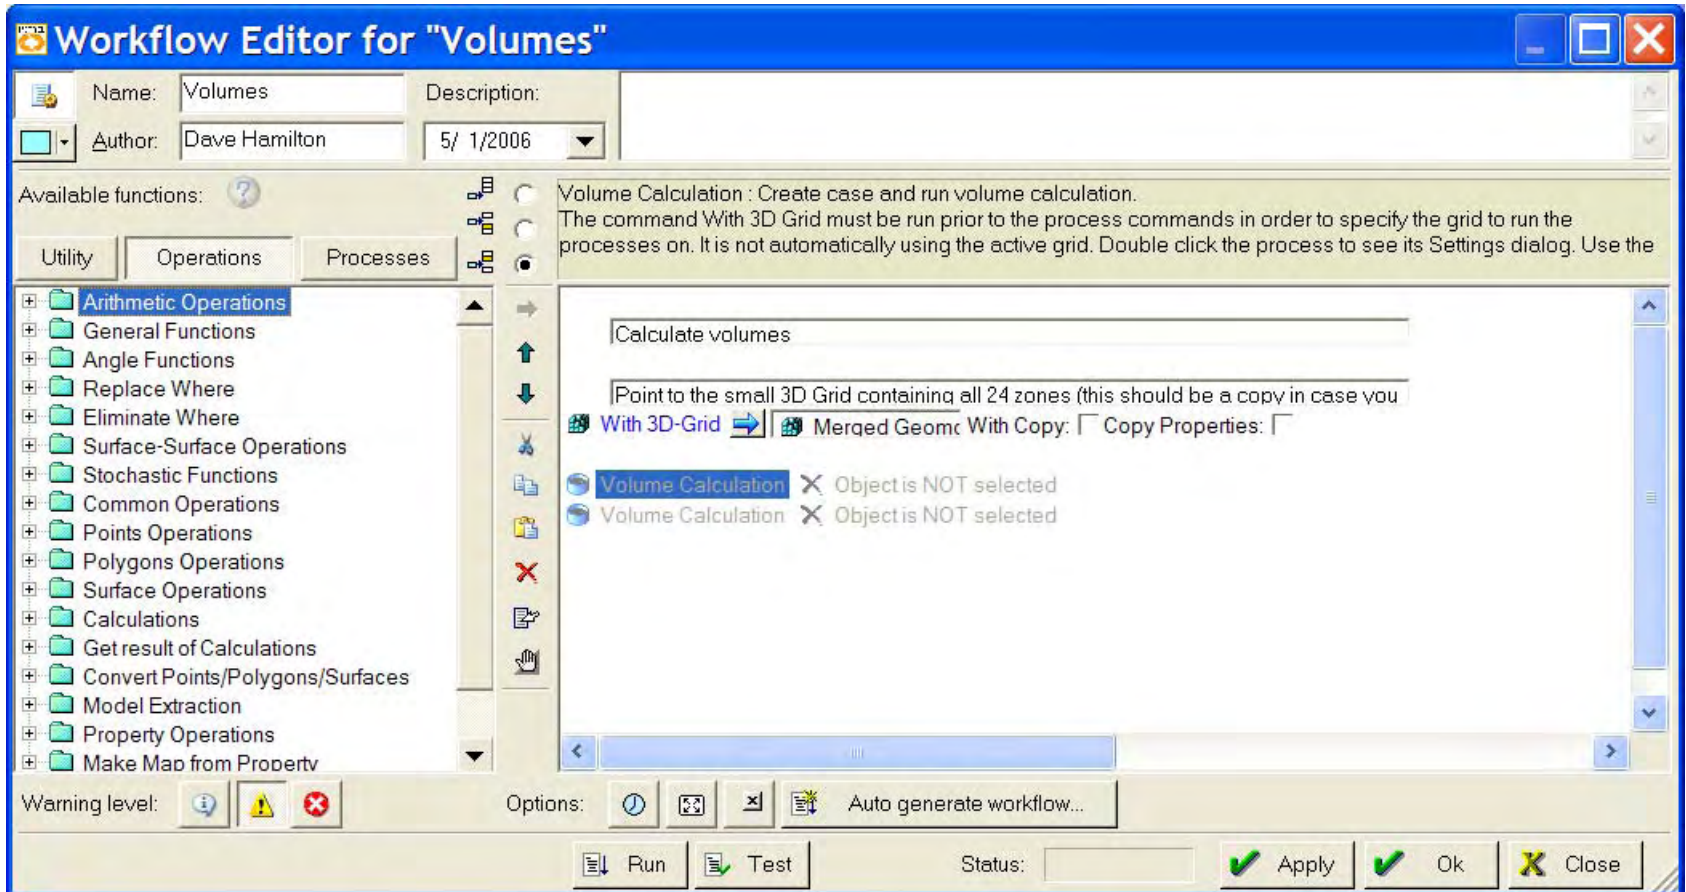 Workflow Editor for "Volumes"
Name: Volumes Description:
Author: Dave Hamilton 5/ 1/2006
Available functions:
Utility Operations Processes
Volume Calculation : Create case and run volume calculation.
The command With 3D Grid must be run prior to the process commands in order to specify the grid to run the
processes on. It is not automatically using the active grid. Double click the process to see its Settings dialog. Use the
Arithmetic Operations
General Functions
Angle Functions
Replace Where
Eliminate Where
Surface-Surface Operations
Stochastic Functions
Common Operations
Points Operations
Polygons Operations
Surface Operations
Calculations
Get result of Calculations
Convert Points/Polygons/Surfaces
Model Extraction
Property Operations
Make Map from Property
Calculate volumes
Point to the small 3D Grid containing all 24 zones (this should be a copy in case you
With 3D-Grid Merged Geomc With Copy: Copy Properties:
Volume Calculation Object is NOT selected
Volume Calculation Object is NOT selected
Warning level: Options: Auto generate workflow...
Run Test Status: Apply Ok Close